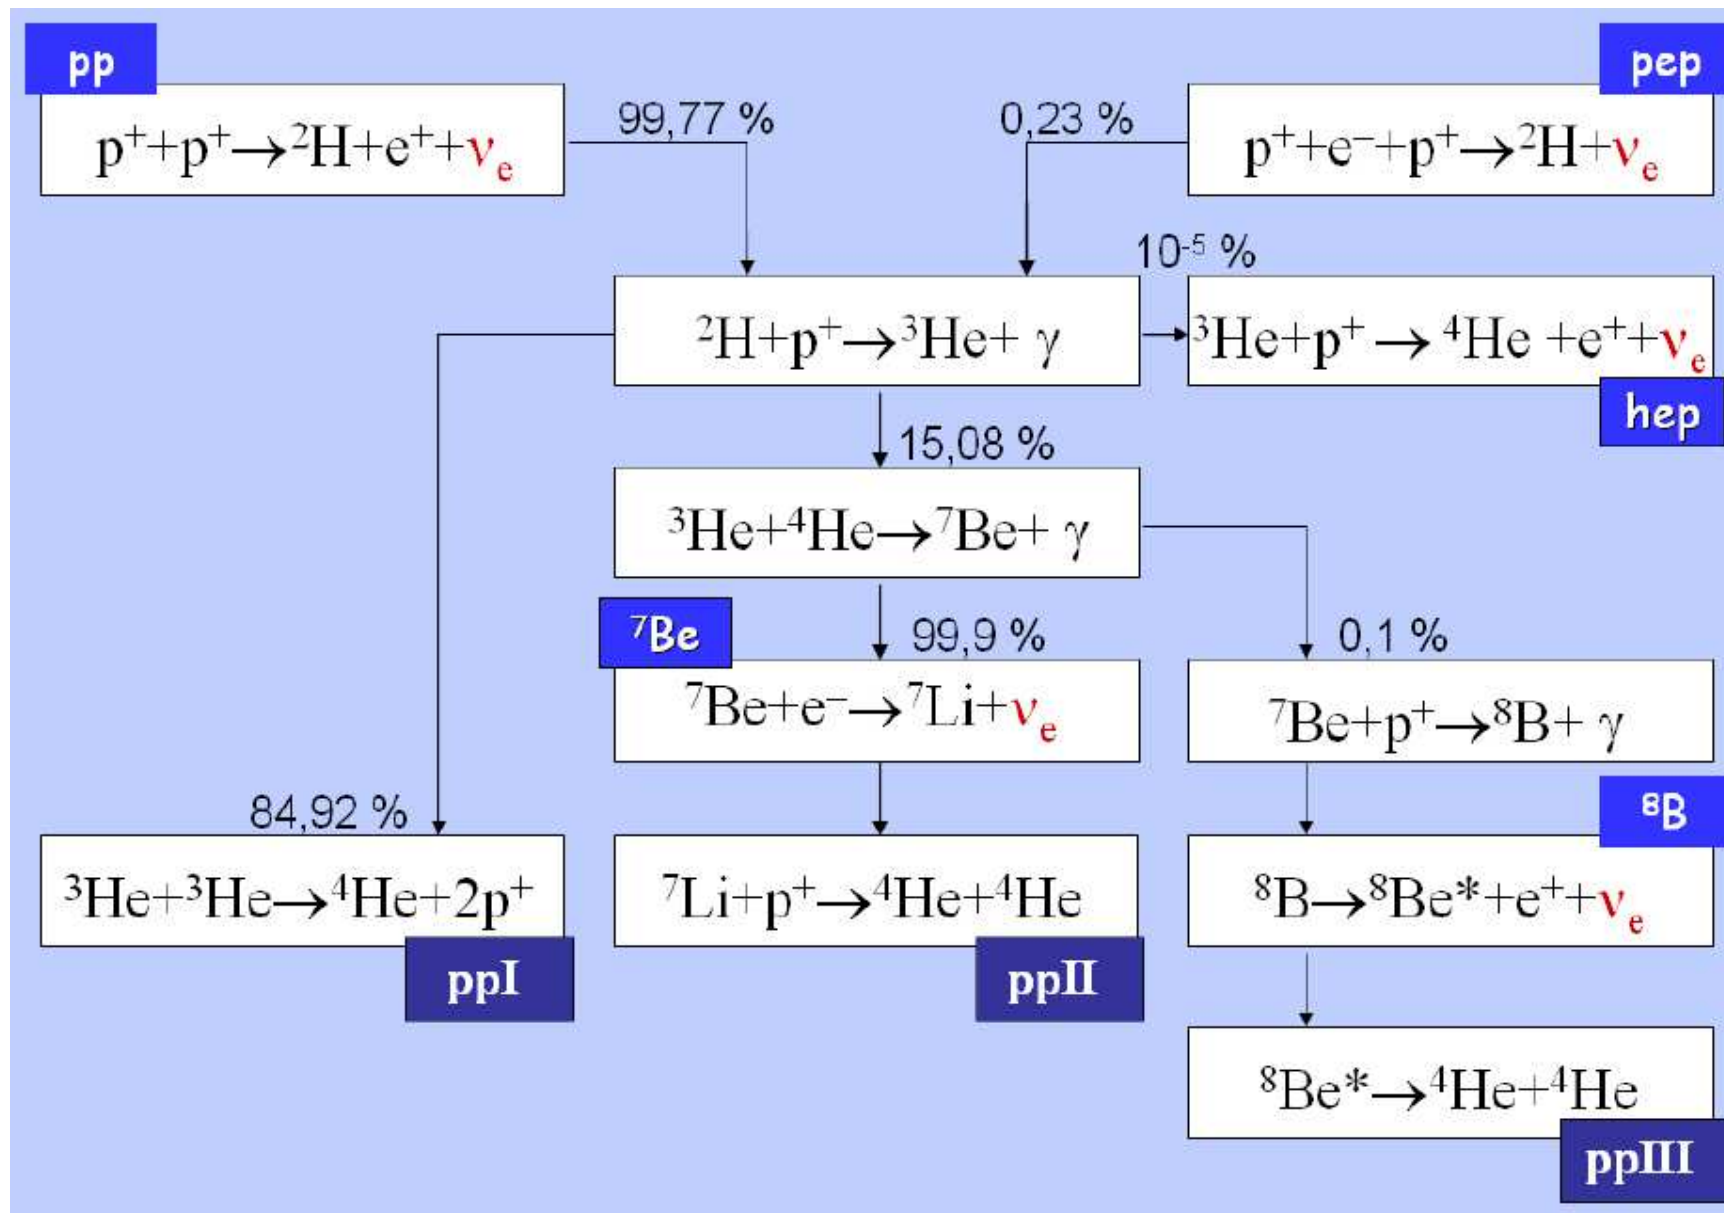 pp
pep
99,77 %
0,23 %
p⁺+p⁺→²H+e⁺+νₑ
p⁺+e⁻+p⁺→²H+νₑ
10⁻⁵ %
²H+p⁺→³He+ γ
³He+p⁺→ ⁴He +e⁺+νₑ
hep
15,08 %
³He+⁴He→⁷Be+ γ
⁷Be
99,9 %
0,1 %
⁷Be+e⁻→⁷Li+νₑ
⁷Be+p⁺→⁸B+ γ
84,92 %
⁸B
³He+³He→⁴He+2p⁺
⁷Li+p⁺→⁴He+⁴He
⁸B→⁸Be*+e⁺+νₑ
ppI
ppII
⁸Be*→⁴He+⁴He
ppIII